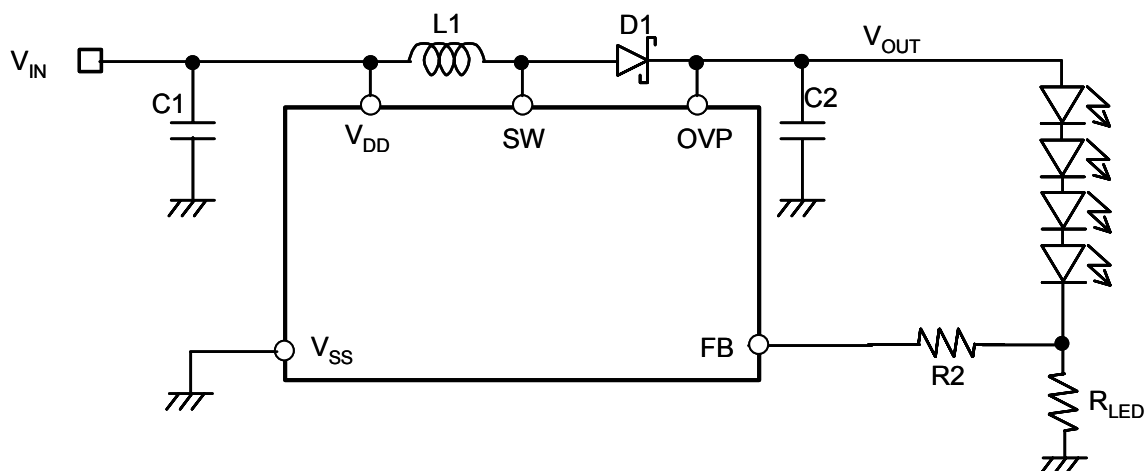 L1
D1
V_IN
V_OUT
C1
C2
V_DD
SW
OVP
V_SS
FB
R2
R_LED